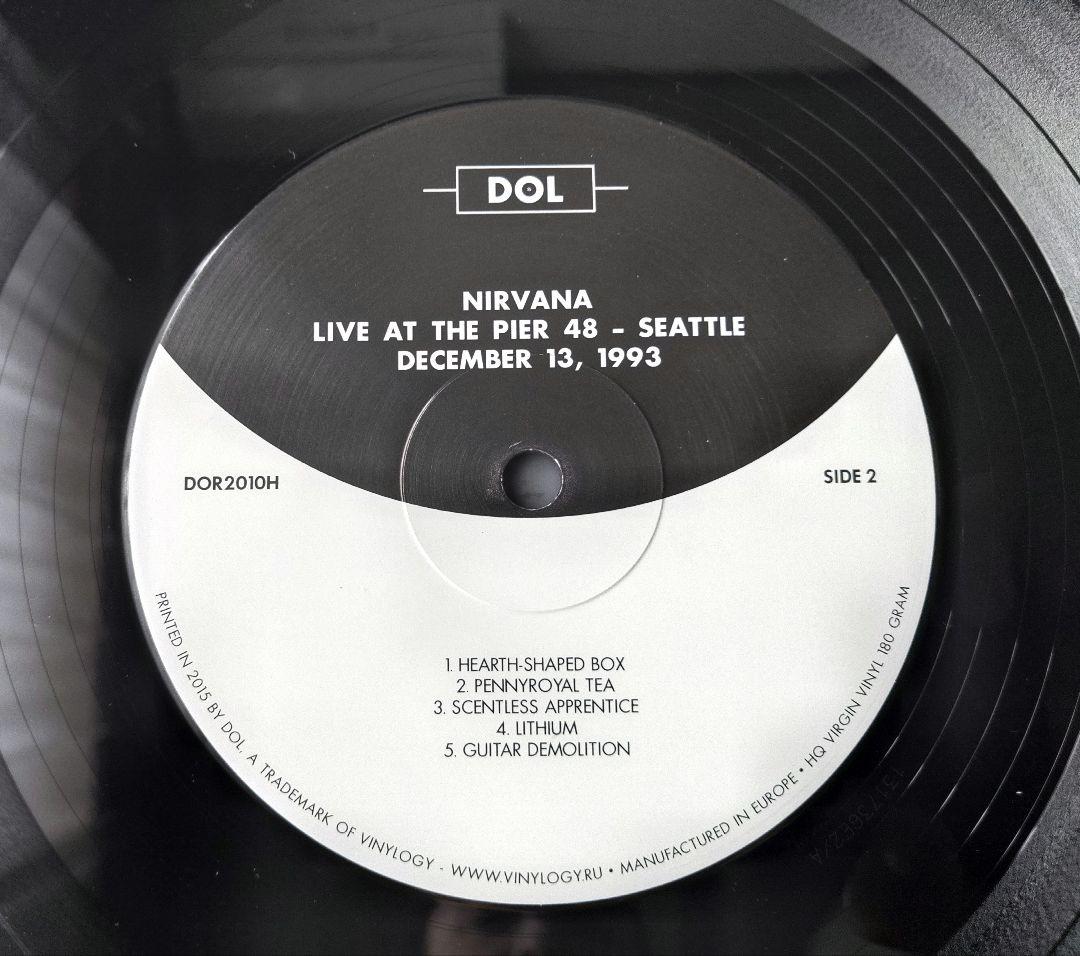 DOL
NIRVANA
LIVE AT THE PIER 48 – SEATTLE
DECEMBER 13, 1993
DOR2010H
SIDE 2
1. HEARTH-SHAPED BOX
2. PENNYROYAL TEA
3. SCENTLESS APPRENTICE
4. LITHIUM
5. GUITAR DEMOLITION
PRINTED IN 2015 BY DOL, A TRADEMARK OF VINYLOGY - WWW.VINYLOGY.RU • MANUFACTURED IN EUROPE • HQ VIRGIN VINYL 180 GRAM